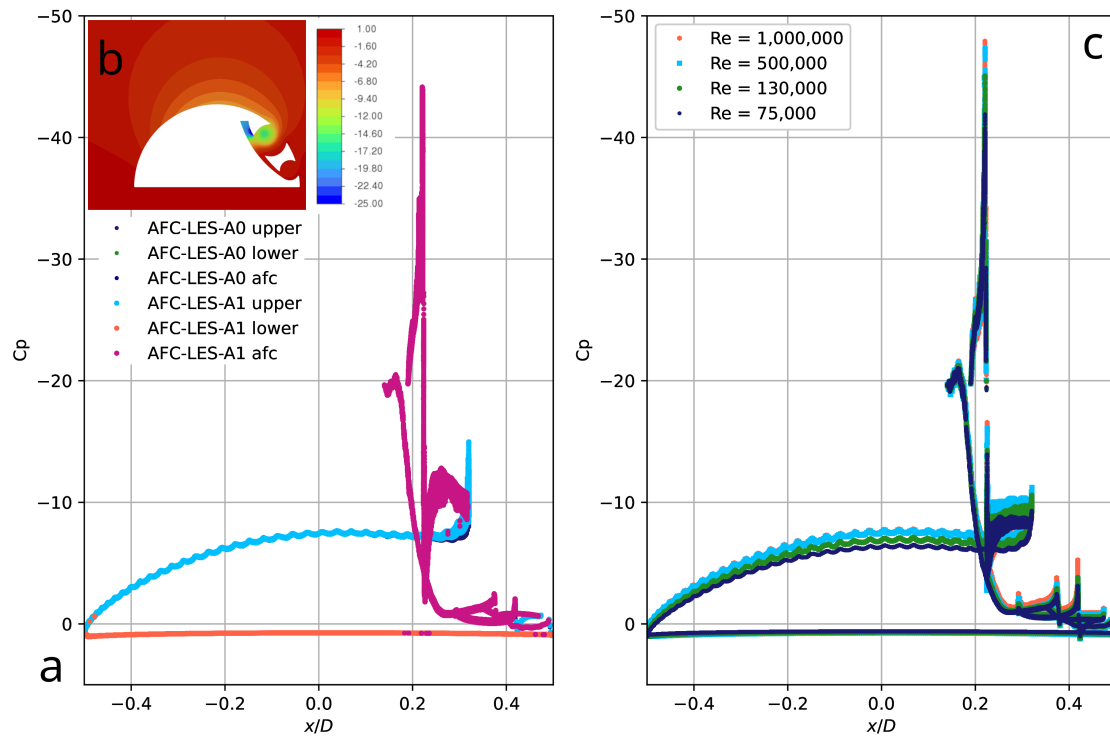 b
1.00
-1.60
-4.20
-6.80
-9.40
-12.00
-14.60
-17.20
-19.80
-22.40
-25.00
AFC-LES-A0 upper
AFC-LES-A0 lower
AFC-LES-A0 afc
AFC-LES-A1 upper
AFC-LES-A1 lower
AFC-LES-A1 afc
−50
−40
−30
−20
−10
0
Cp
a
−0.4 −0.2 0.0 0.2 0.4
x/D
c
Re = 1,000,000
Re = 500,000
Re = 130,000
Re = 75,000
−50
−40
−30
−20
−10
0
Cp
−0.4 −0.2 0.0 0.2 0.4
x/D